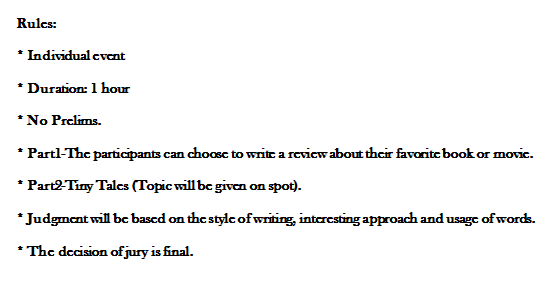 Rules:
* Individual event
* Duration: 1 hour
* No Prelims.
* Part1-The participants can choose to write a review about their favorite book or movie.
* Part2-Tiny Tales (Topic will be given on spot).
* Judgment will be based on the style of writing, interesting approach and usage of words.
* The decision of jury is final.